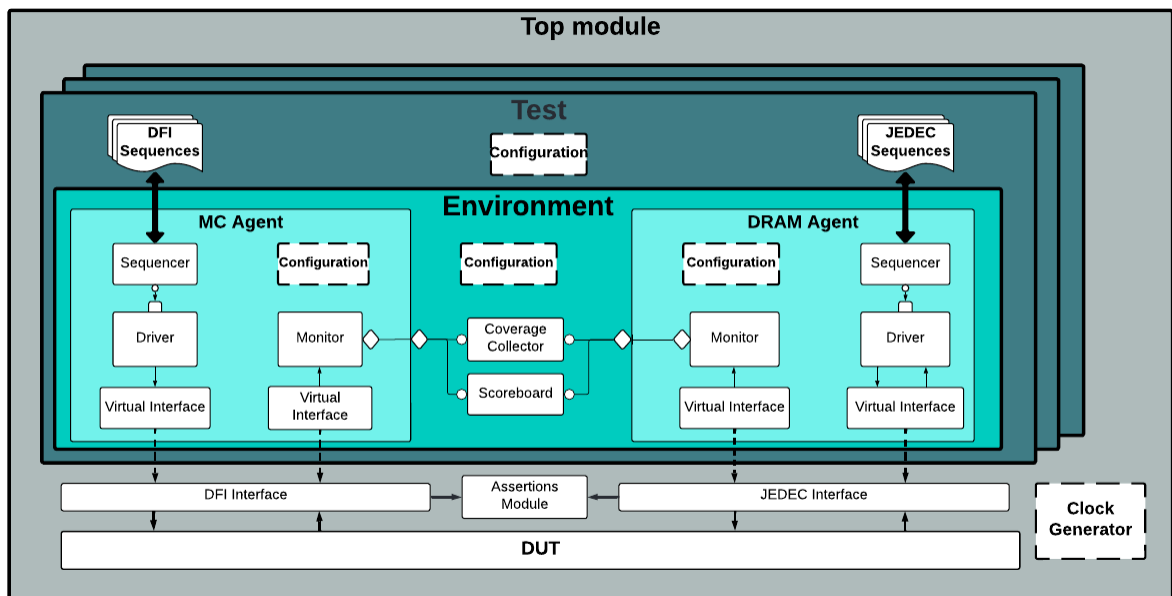 Top module
Test
DFI
Sequences
Configuration
JEDEC
Sequences
Environment
MC Agent
Sequencer
Configuration
Driver
Monitor
Virtual Interface
Virtual
Interface
Configuration
Coverage
Collector
Scoreboard
DRAM Agent
Configuration
Sequencer
Monitor
Driver
Virtual Interface
Virtual Interface
DFI Interface
Assertions
Module
JEDEC Interface
Clock
Generator
DUT